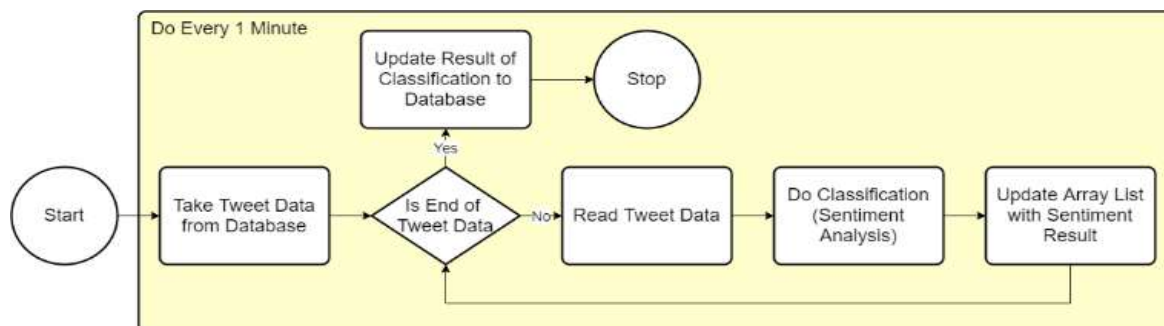 Do Every 1 Minute
Update Result of
Classification to
Database
Stop
Yes
Start
Take Tweet Data
from Database
Is End of
Tweet Data
No
Read Tweet Data
Do Classification
(Sentiment
Analysis)
Update Array List
with Sentiment
Result